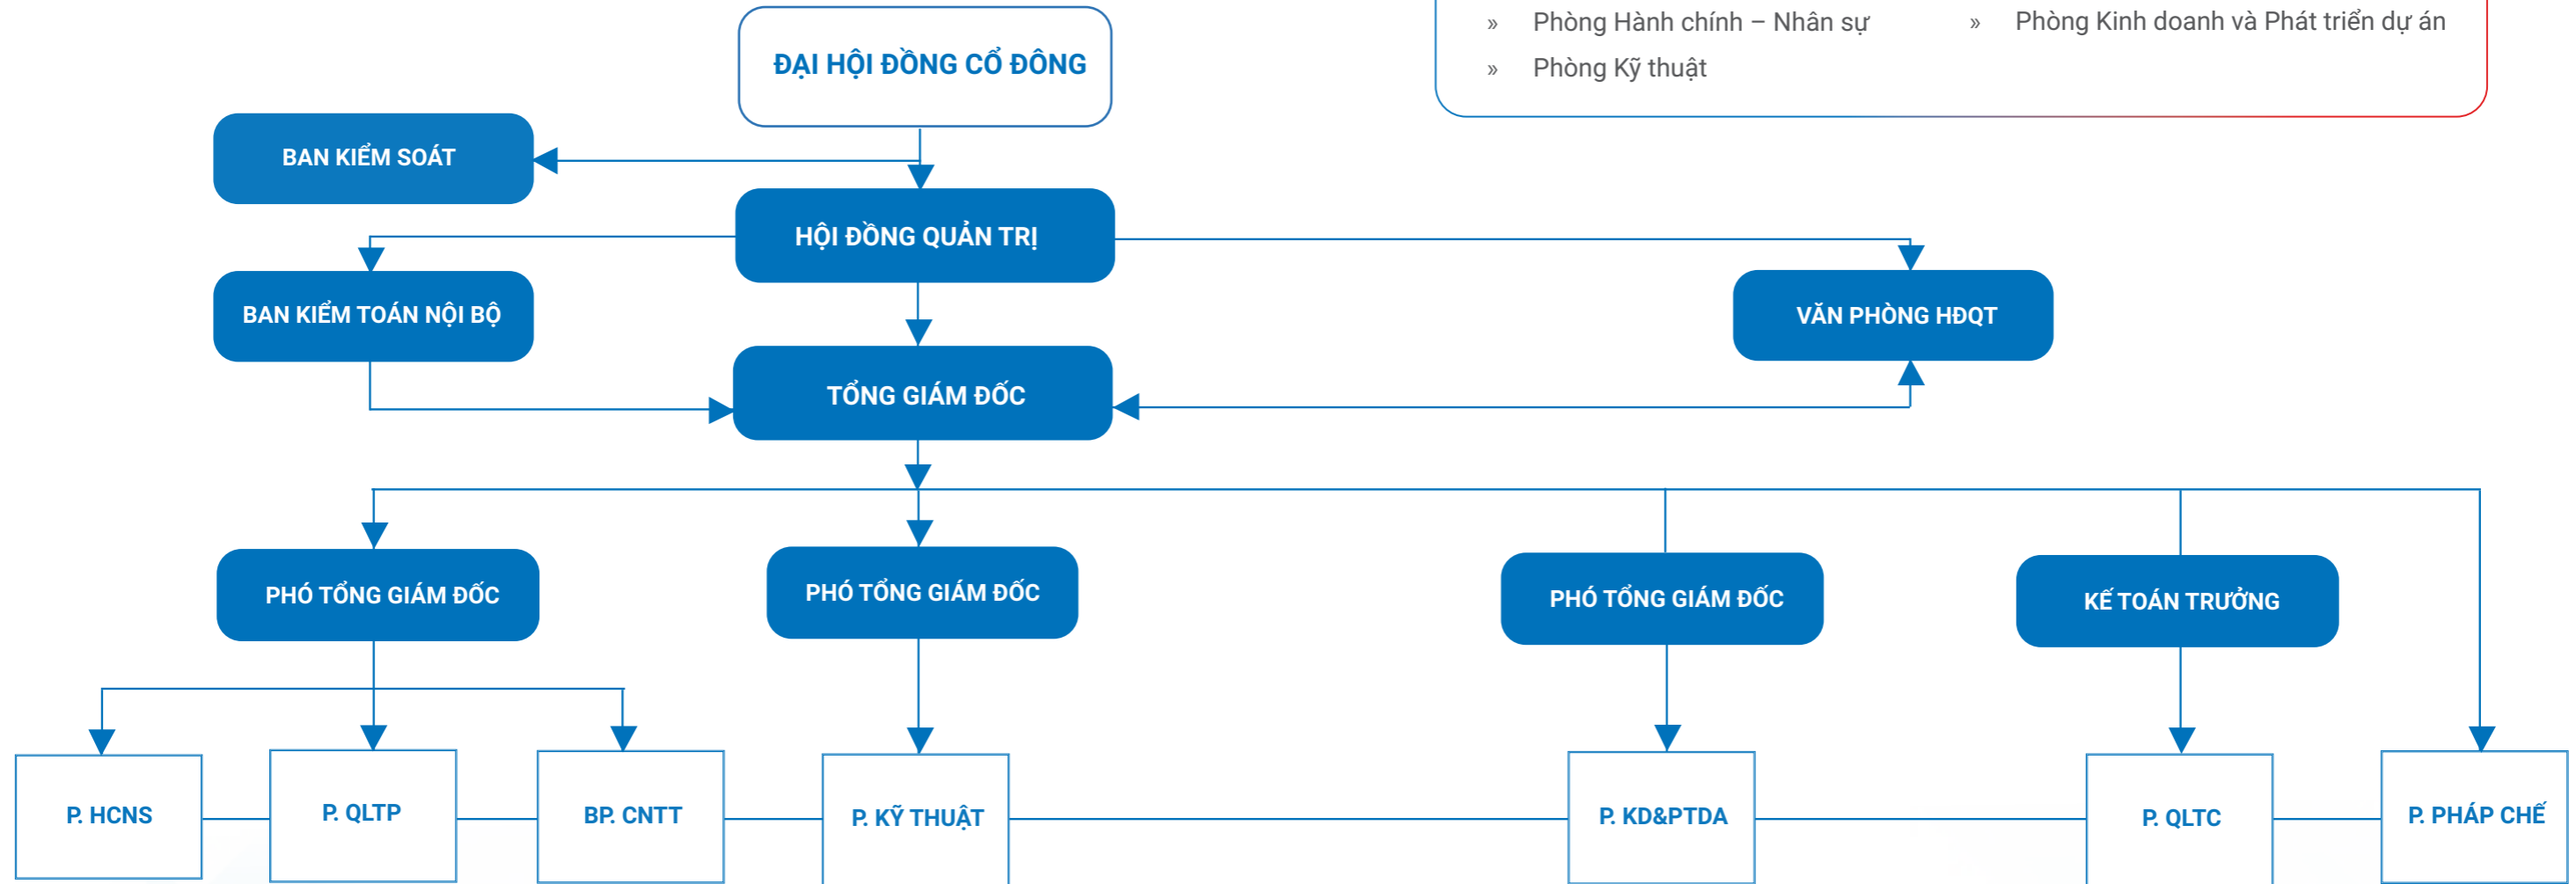 » Phòng Hành chính – Nhân sự
» Phòng Kinh doanh và Phát triển dự án
» Phòng Kỹ thuật
ĐẠI HỘI ĐỒNG CỔ ĐÔNG
BAN KIỂM SOÁT
HỘI ĐỒNG QUẢN TRỊ
BAN KIỂM TOÁN NỘI BỘ
VĂN PHÒNG HĐQT
TỔNG GIÁM ĐỐC
PHÓ TỔNG GIÁM ĐỐC
PHÓ TỔNG GIÁM ĐỐC
PHÓ TỔNG GIÁM ĐỐC
KẾ TOÁN TRƯỞNG
P. HCNS
P. QLTP
BP. CNTT
P. KỸ THUẬT
P. KD&PTDA
P. QLTC
P. PHÁP CHẾ